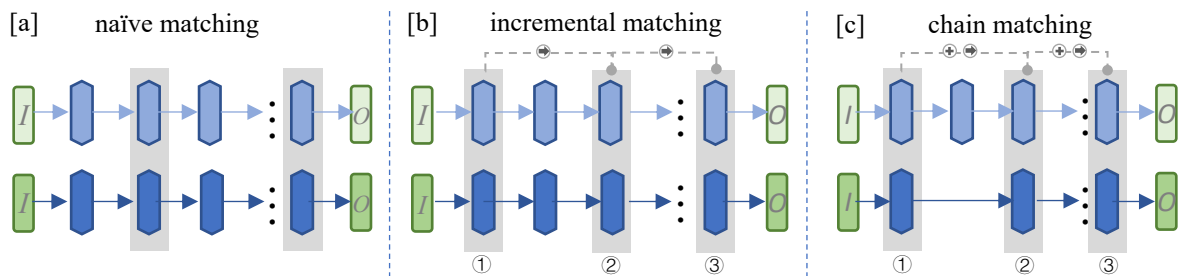 [a] naïve matching
I O
I O
[b] incremental matching
I O
I O
① ② ③
[c] chain matching
I O
I O
① ② ③